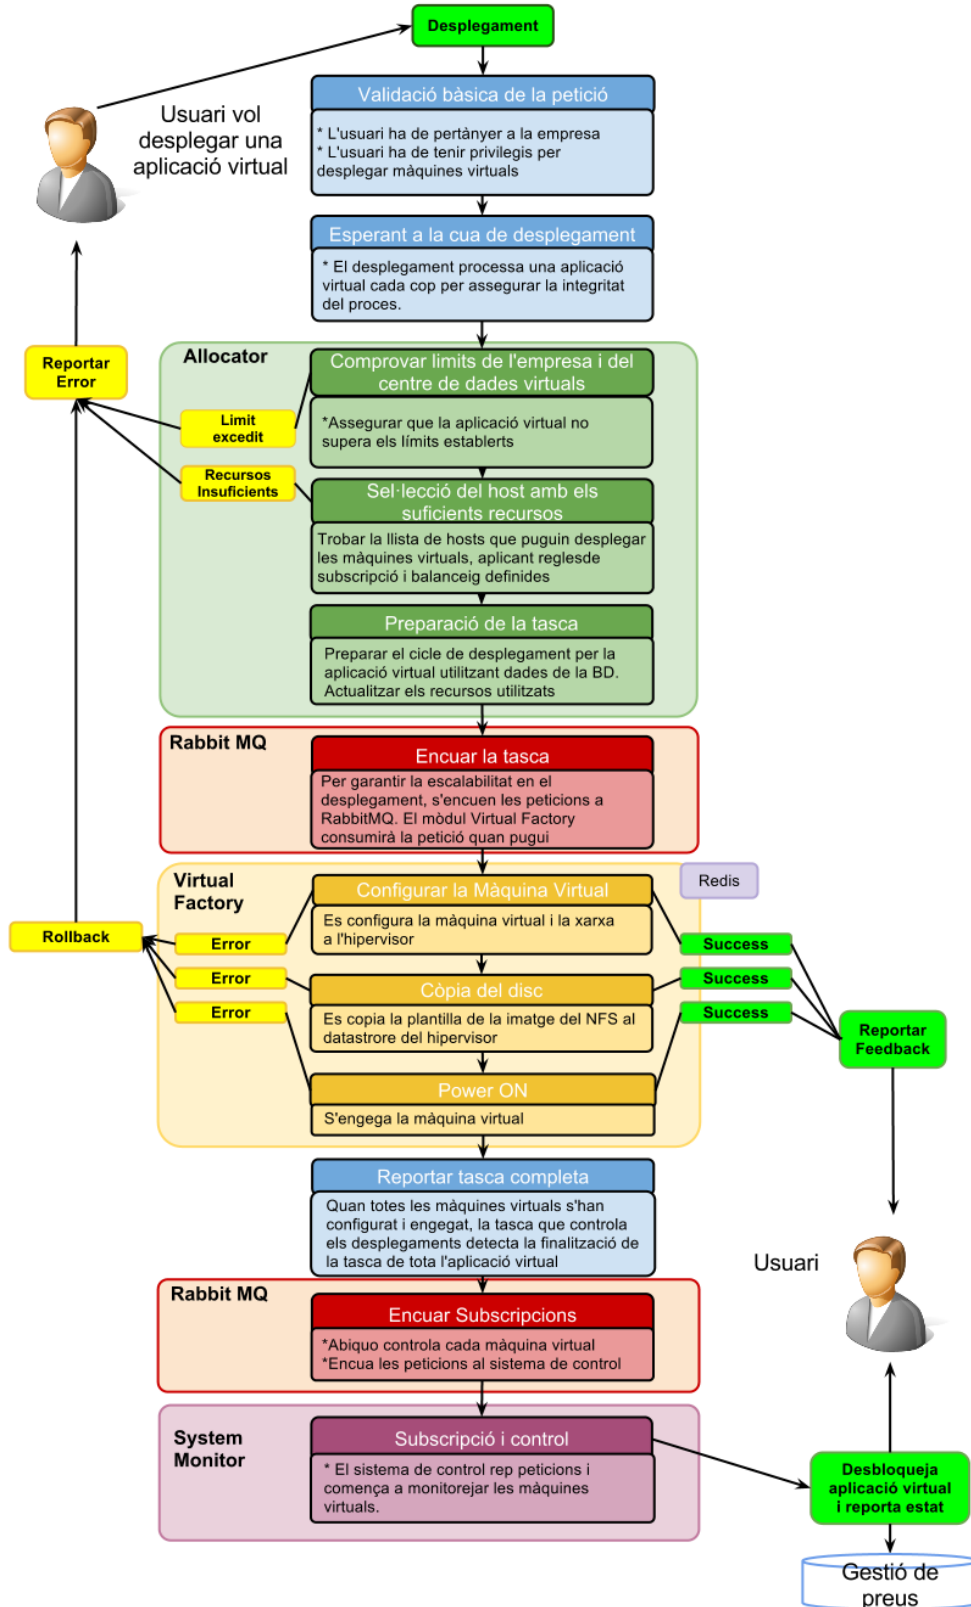 Desplegament
Usuari vol
desplegar una
aplicació virtual
Validació bàsica de la petició
* L'usuari ha de pertànyer a la empresa
* L'usuari ha de tenir privilegis per
desplegar màquines virtuals
Esperant a la cua de desplegament
* El desplegament processa una aplicació
virtual cada cop per assegurar la integritat
del proces.
Reportar
Error
Allocator
Comprovar limits de l'empresa i del
centre de dades virtuals
*Assegurar que la aplicació virtual no
supera els límits establerts
Limit
excedit
Recursos
Insuficients
Sel·lecció del host amb els
suficients recursos
Trobar la llista de hosts que puguin desplegar
les màquines virtuals, aplicant reglesde
subscripció i balanceig definides
Preparació de la tasca
Preparar el cicle de desplegament per la
aplicació virtual utilitzant dades de la BD.
Actualitzar els recursos utilitzats
Rabbit MQ
Encuar la tasca
Per garantir la escalabilitat en el
desplegament, s'encuen les peticions a
RabbitMQ. El mòdul Virtual Factory
consumirà la petició quan pugui
Virtual
Factory
Redis
Configurar la Màquina Virtual
Es configura la màquina virtual i la xarxa
a l'hipervisor
Rollback
Error
Success
Error
Success
Còpia del disc
Es copia la plantilla de la imatge del NFS al
datastrore del hipervisor
Error
Success
Reportar
Feedback
Power ON
S'engega la màquina virtual
Reportar tasca completa
Quan totes les màquines virtuals s'han
configurat i engegat, la tasca que controla
els desplegaments detecta la finalització de
la tasca de tota l'aplicació virtual
Usuari
Rabbit MQ
Encuar Subscripcions
*Abiquo controla cada màquina virtual
*Encua les peticions al sistema de control
System
Monitor
Subscripció i control
* El sistema de control rep peticions i
comença a monitorejar les màquines
virtuals.
Desbloqueja
aplicació virtual
i reporta estat
Gestió de
preus